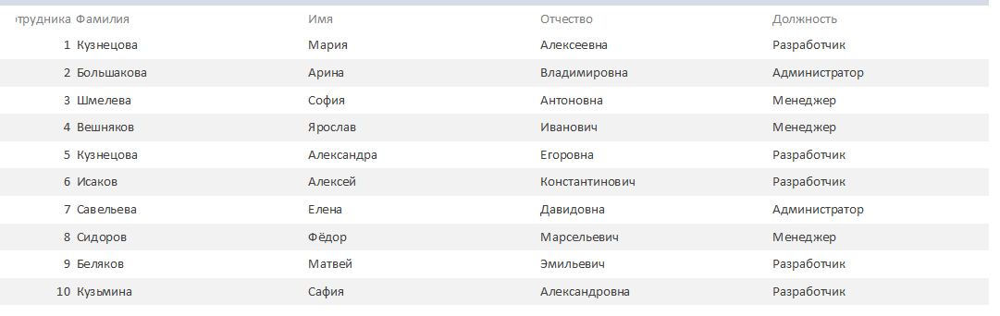 трудника Фамилия Имя Отчество Должность
1 Кузнецова Мария Алексеевна Разработчик
2 Большакова Арина Владимировна Администратор
3 Шмелева София Антоновна Менеджер
4 Вешняков Ярослав Иванович Менеджер
5 Кузнецова Александра Егоровна Разработчик
6 Исаков Алексей Константинович Разработчик
7 Савельева Елена Давидовна Администратор
8 Сидоров Фёдор Марсельевич Менеджер
9 Беляков Матвей Эмильевич Разработчик
10 Кузьмина Сафия Александровна Разработчик